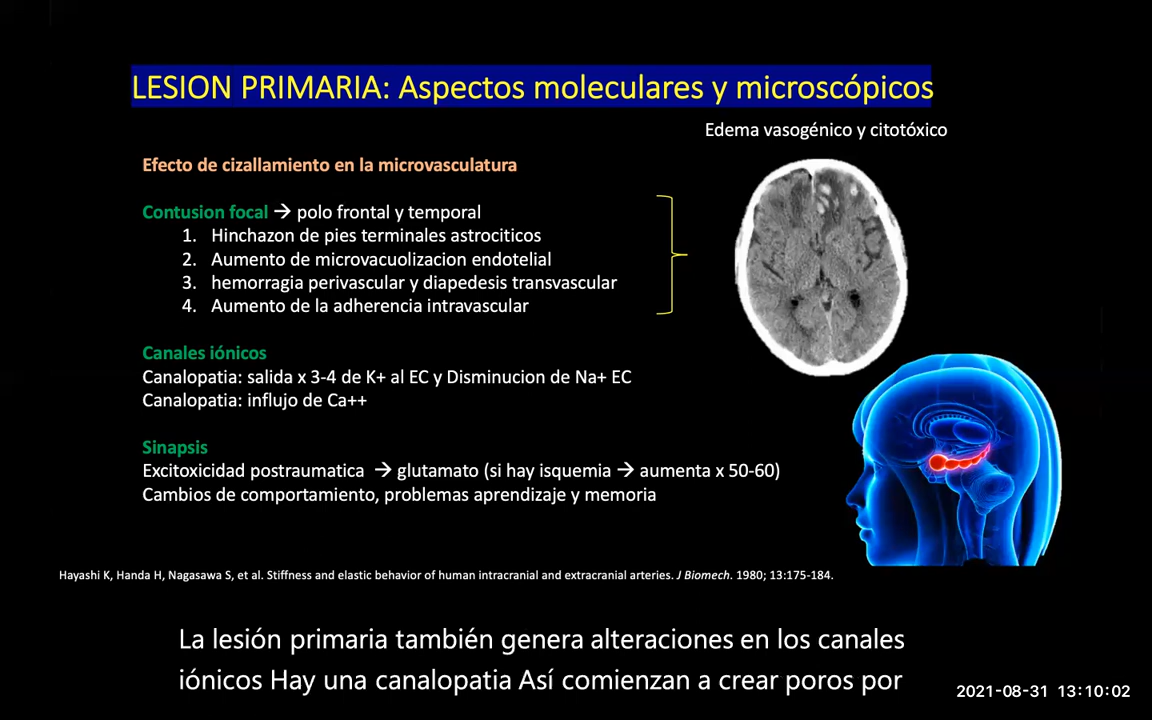 LESION PRIMARIA: Aspectos moleculares y microscópicos
Edema vasogénico y citotóxico
Efecto de cizallamiento en la microvasculatura
Contusion focal → polo frontal y temporal
1. Hinchazon de pies terminales astrociticos
2. Aumento de microvacuolizacion endotelial
3. hemorragia perivascular y diapedesis transvascular
4. Aumento de la adherencia intravascular
Canales iónicos
Canalopatia: salida x 3-4 de K+ al EC y Disminucion de Na+ EC
Canalopatia: influjo de Ca++
Sinapsis
Excitoxicidad postraumatica → glutamato (si hay isquemia → aumenta x 50-60)
Cambios de comportamiento, problemas aprendizaje y memoria
Hayashi K, Handa H, Nagasawa S, et al. Stiffness and elastic behavior of human intracranial and extracranial arteries. J Biomech. 1980; 13:175-184.
La lesión primaria también genera alteraciones en los canales
iónicos Hay una canalopatia Así comienzan a crear poros por
2021-08-31 13:10:02